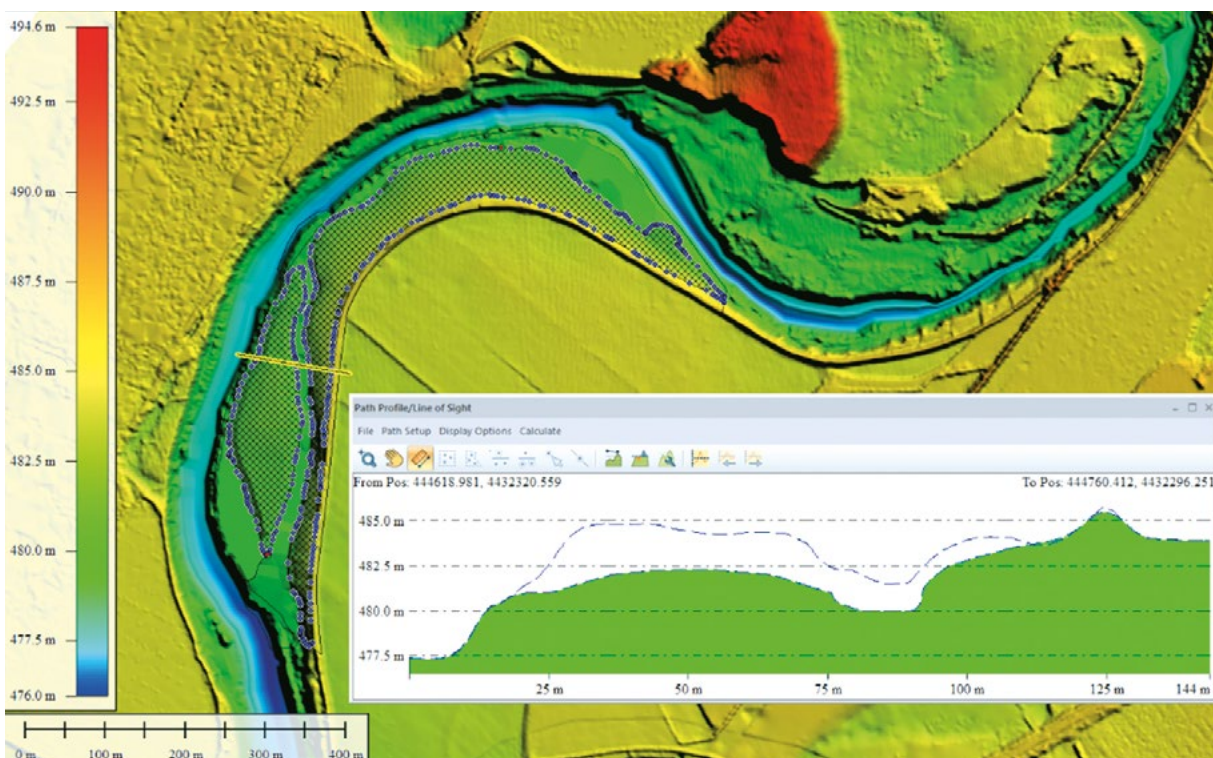 494.6 m
492.5 m
490.0 m
487.5 m
485.0 m
482.5 m
480.0 m
477.5 m
476.0 m
Path Profile/Line of Sight
File Path Setup Display Options Calculate
From Pos: 444618.981, 4432320.559 To Pos: 444760.412, 4432296.251
485.0 m
482.5 m
480.0 m
477.5 m
25 m 50 m 75 m 100 m 125 m 144 m
0 m 100 m 200 m 300 m 400 m